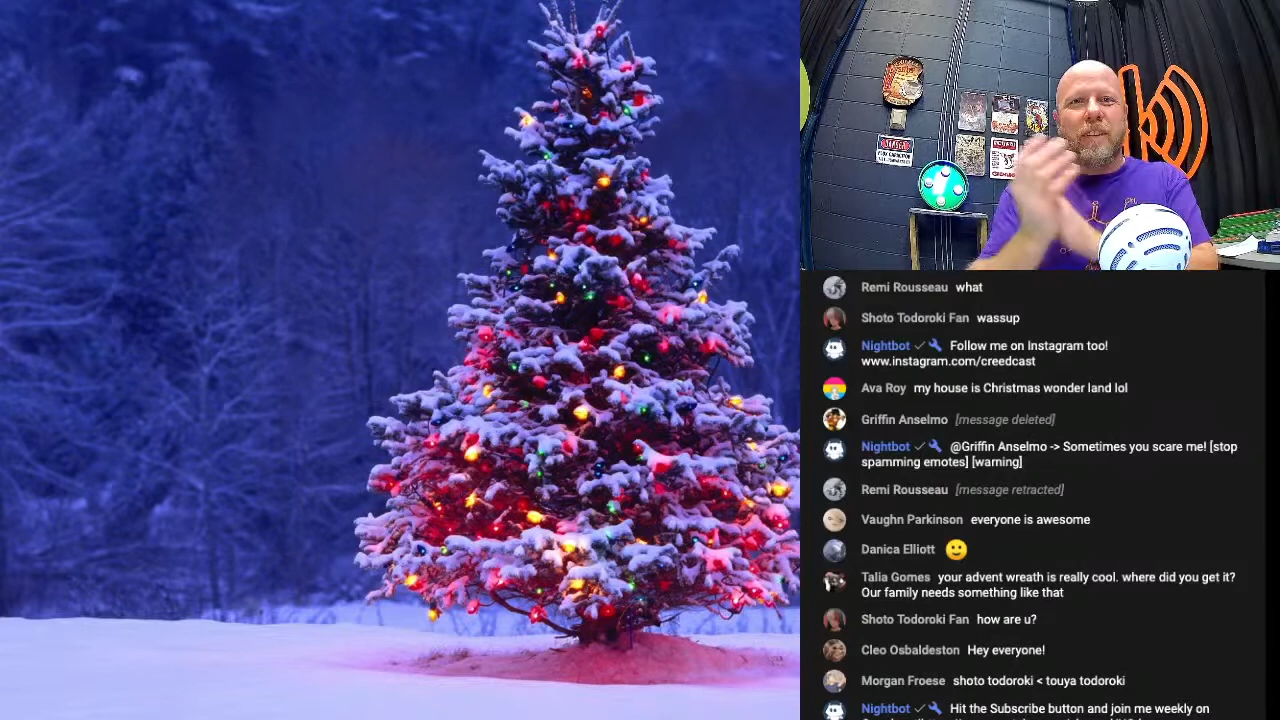 DANGER
Remi Rousseau what
Shoto Todoroki Fan wassup
Nightbot Follow me on Instagram too!
www.instagram.com/creedcast
Ava Roy my house is Christmas wonder land lol
Griffin Anselmo [message deleted]
Nightbot @Griffin Anselmo -> Sometimes you scare me! [stop
spamming emotes] [warning]
Remi Rousseau [message retracted]
Vaughn Parkinson everyone is awesome
Danica Elliott
Talia Gomes your advent wreath is really cool. where did you get it?
Our family needs something like that
Shoto Todoroki Fan how are u?
Cleo Osbaldeston Hey everyone!
Morgan Froese shoto todoroki < touya todoroki
Nightbot Hit the Subscribe button and join me weekly on